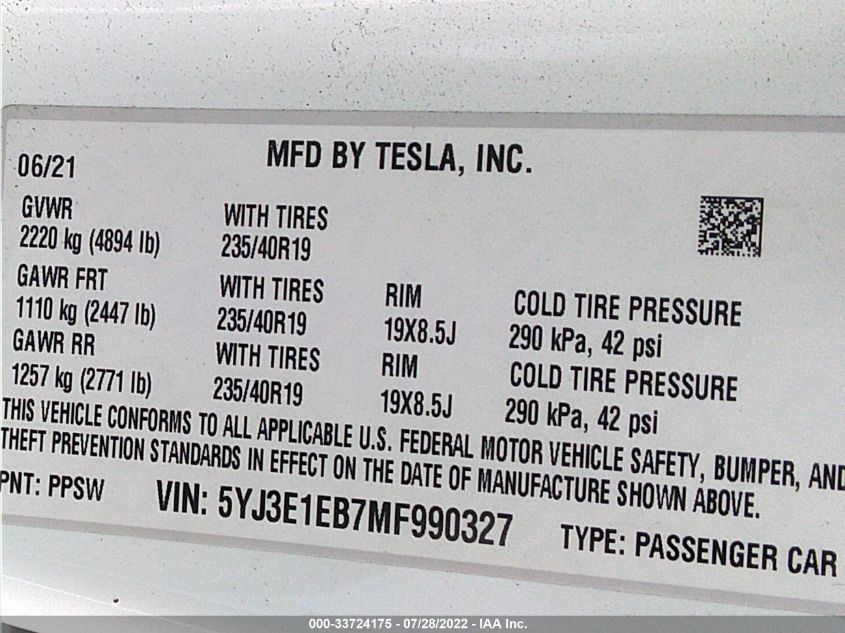 MFD BY TESLA, INC.
06/21
GVWR WITH TIRES
2220 kg (4894 lb) 235/40R19
GAWR FRT WITH TIRES RIM COLD TIRE PRESSURE
1110 kg (2447 lb) 235/40R19 19X8.5J 290 kPa, 42 psi
GAWR RR WITH TIRES RIM COLD TIRE PRESSURE
1257 kg (2771 lb) 235/40R19 19X8.5J 290 kPa, 42 psi
THIS VEHICLE CONFORMS TO ALL APPLICABLE U.S. FEDERAL MOTOR VEHICLE SAFETY, BUMPER, AND
THEFT PREVENTION STANDARDS IN EFFECT ON THE DATE OF MANUFACTURE SHOWN ABOVE.
PNT: PPSW VIN: 5YJ3E1EB7MF990327 TYPE: PASSENGER CAR
000-33724175 - 07/28/2022 - IAA Inc.